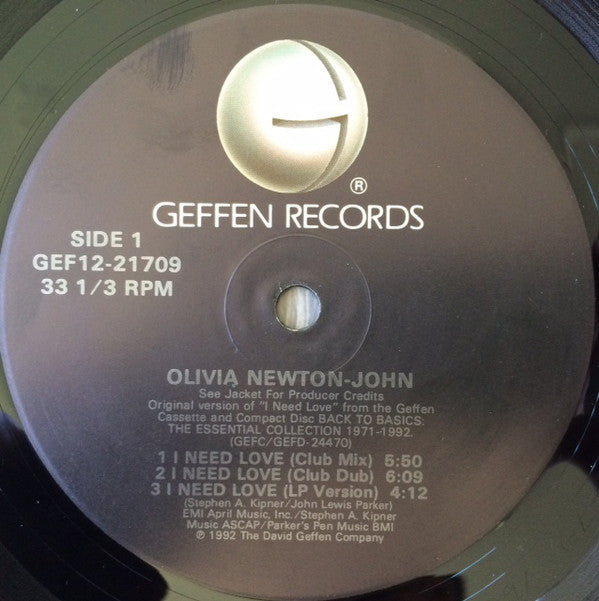 ®
GEFFEN RECORDS
SIDE 1
GEF12-21709
33 1/3 RPM
OLIVIA NEWTON-JOHN
See Jacket For Producer Credits
Original version of "I Need Love" from the Geffen
Cassette and Compact Disc BACK TO BASICS:
THE ESSENTIAL COLLECTION 1971-1992.
(GEFC/GEFD-24470)
1 I NEED LOVE (Club Mix) 5:50
2 I NEED LOVE (Club Dub) 6:09
3 I NEED LOVE (LP Version) 4:12
(Stephen A. Kipner/John Lewis Parker)
EMI April Music, Inc./Stephen A. Kipner
Music ASCAP/Parker's Pen Music BMI
℗ 1992 The David Geffen Company